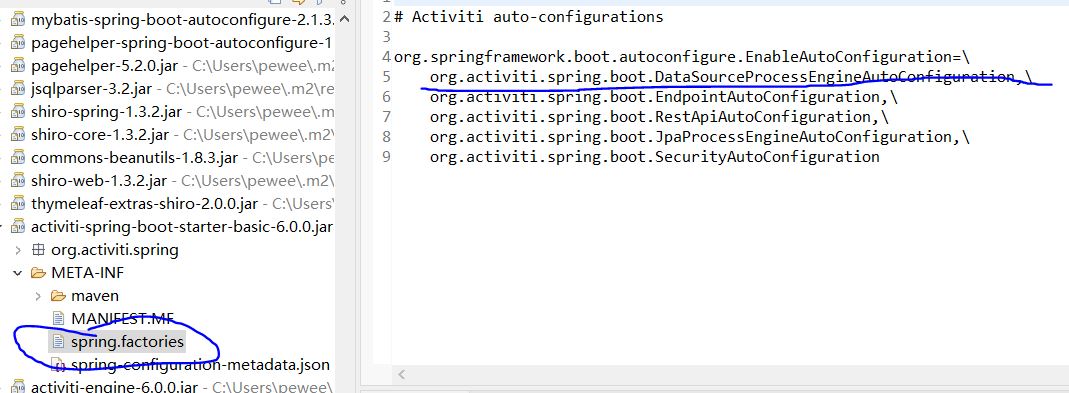 mybatis-spring-boot-autoconfigure-2.1.3.
pagehelper-spring-boot-autoconfigure-1
pagehelper-5.2.0.jar - C:\Users\pewee\.m2\
jsqlparser-3.2.jar - C:\Users\pewee\.m2\re
shiro-spring-1.3.2.jar - C:\Users\pewee\.m
shiro-core-1.3.2.jar - C:\Users\pewee\.m2\
commons-beanutils-1.8.3.jar - C:\Users\pe
shiro-web-1.3.2.jar - C:\Users\pewee\.m2\
thymeleaf-extras-shiro-2.0.0.jar - C:\Users
activiti-spring-boot-starter-basic-6.0.0.jar
org.activiti.spring
META-INF
maven
MANIFEST.MF
spring.factories
spring-configuration-metadata.json
activiti-engine-6.0.0.jar - C:\Users\pewee\
1
2 # Activiti auto-configurations
3
4 org.springframework.boot.autoconfigure.EnableAutoConfiguration=\
5 org.activiti.spring.boot.DataSourceProcessEngineAutoConfiguration,\
6 org.activiti.spring.boot.EndpointAutoConfiguration,\
7 org.activiti.spring.boot.RestApiAutoConfiguration,\
8 org.activiti.spring.boot.JpaProcessEngineAutoConfiguration,\
9 org.activiti.spring.boot.SecurityAutoConfiguration